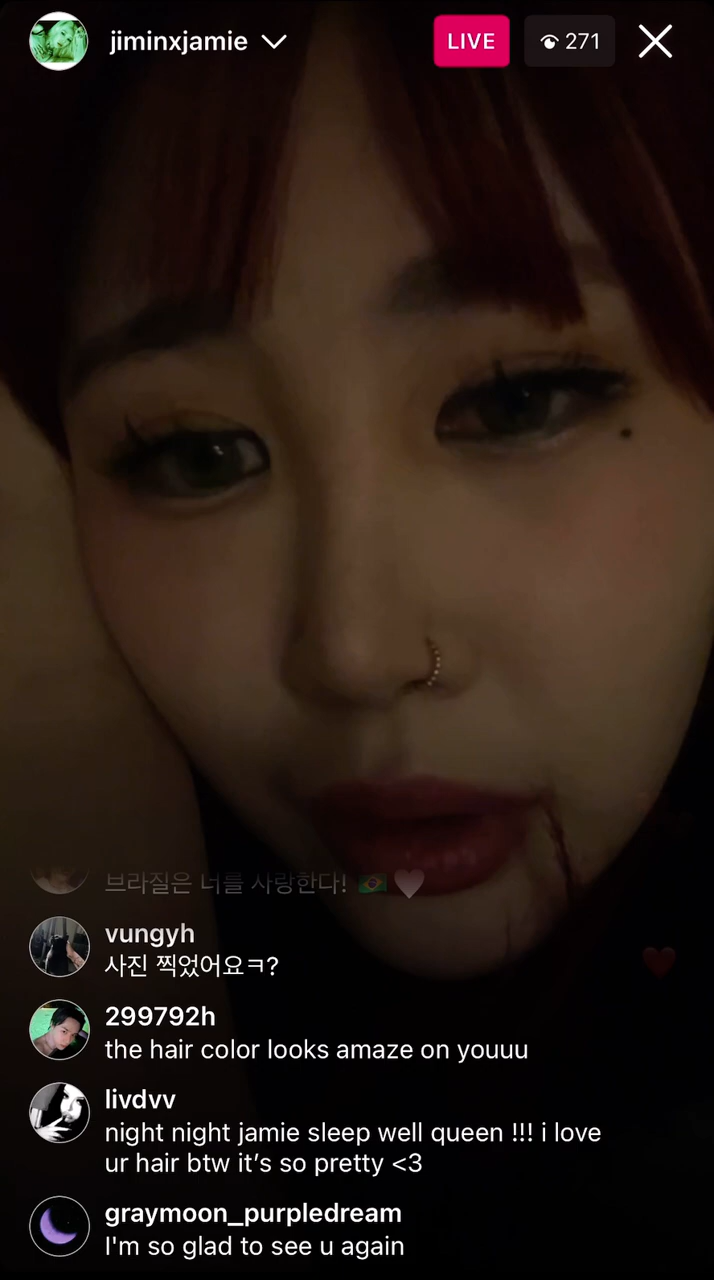 jiminxjamie
LIVE
271
브라질은 너를 사랑한다! 🇧🇷🤍
vungyh
사진 찍었어요ㅋ?
299792h
the hair color looks amaze on youuu
livdvv
night night jamie sleep well queen !!! i love
ur hair btw it’s so pretty <3
graymoon_purpledream
I'm so glad to see u again